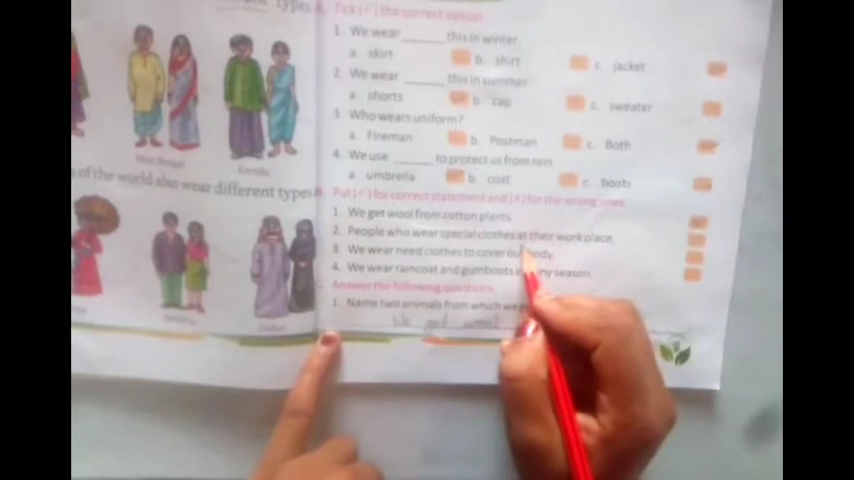 types
A. Tick (✓) the correct option
1. We wear ______ this in winter.
a. skirt b. shirt c. jacket
2. We wear ______ this in summer.
a. shorts b. cap c. sweater
3. Who wears uniform?
a. Fireman b. Postman c. Both
4. We use ______ to protect us from rain.
a. umbrella b. coat c. boots
West Bengal Kerala
s of the world also wear different types
B. Put (✓) for correct statement and (×) for the wrong ones.
1. We get wool from cotton plants.
2. People who wear special clothes at their work place.
3. We wear need clothes to cover our body.
4. We wear raincoat and gumboots in rainy season.
C. Answer the following questions.
1. Name two animals from which we
We get wool